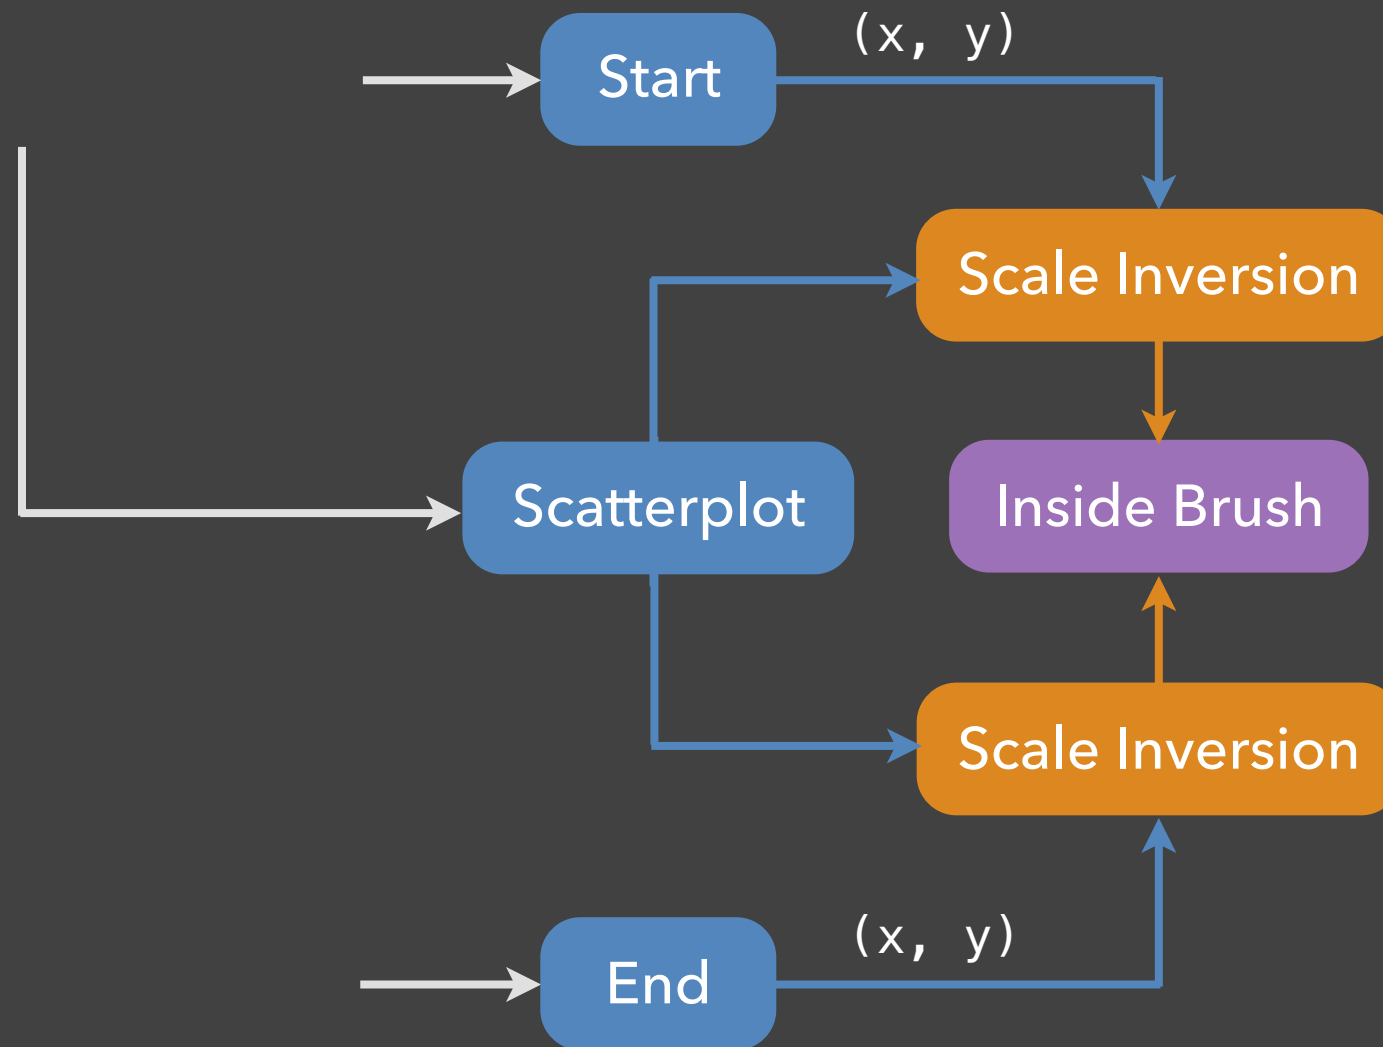 Start
(x, y)
Scale Inversion
Scatterplot
Inside Brush
Scale Inversion
End
(x, y)